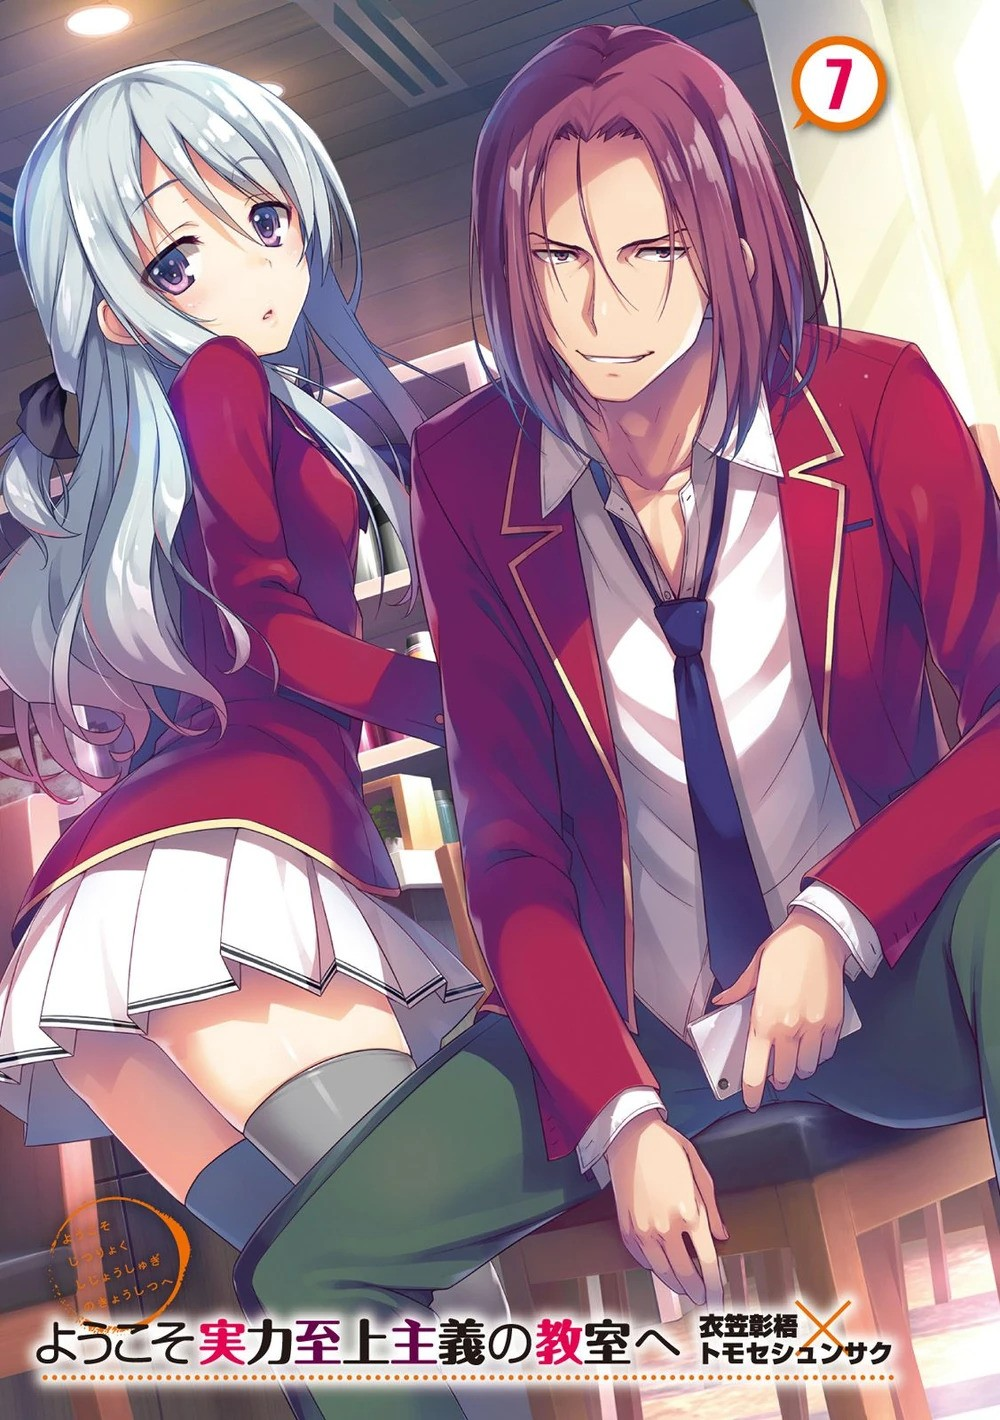 7
ようこそ
じつりょく
しじょうしゅぎ
のきょうしつへ
ようこそ実力至上主義の教室へ
衣笠彰梧×
トモセシュンサク